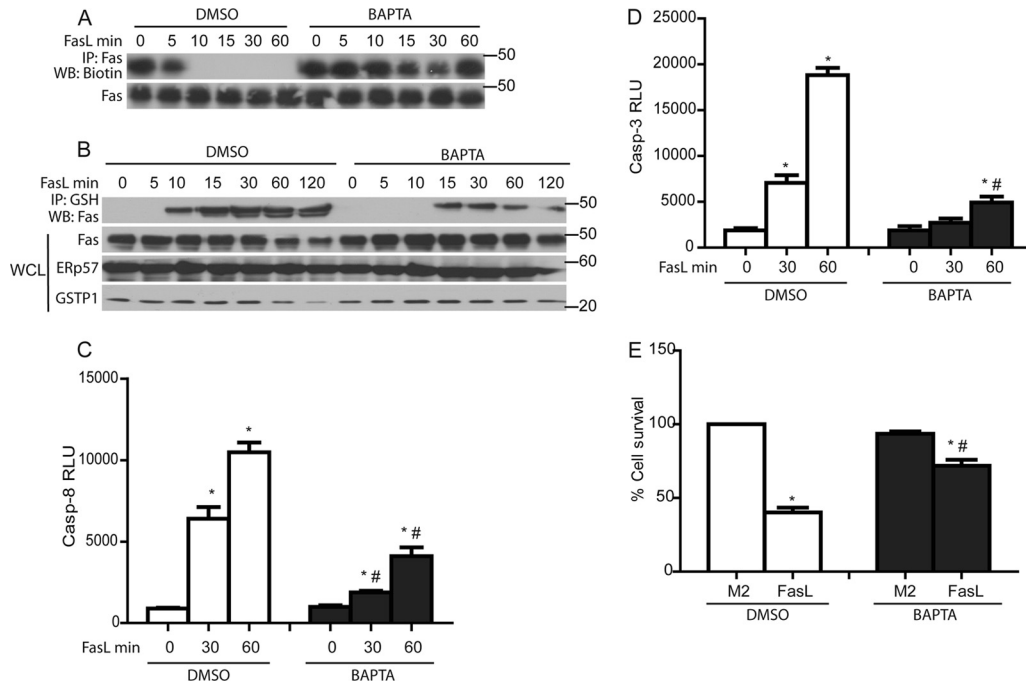 A
DMSO BAPTA
FasL min 0 5 10 15 30 60 0 5 10 15 30 60
IP: Fas
WB: Biotin
50
Fas
50
B
DMSO BAPTA
FasL min 0 5 10 15 30 60 120 0 5 10 15 30 60 120
IP: GSH
WB: Fas
50
WCL
Fas
50
ERp57
60
GSTP1
20
C
Casp-8 RLU
15000
10000
5000
0
*
*
* #
* #
FasL min 0 30 60 0 30 60
DMSO BAPTA
D
Casp-3 RLU
25000
20000
15000
10000
5000
0
*
*
* #
FasL min 0 30 60 0 30 60
DMSO BAPTA
E
% Cell survival
150
100
50
0
*
* #
M2 FasL M2 FasL
DMSO BAPTA